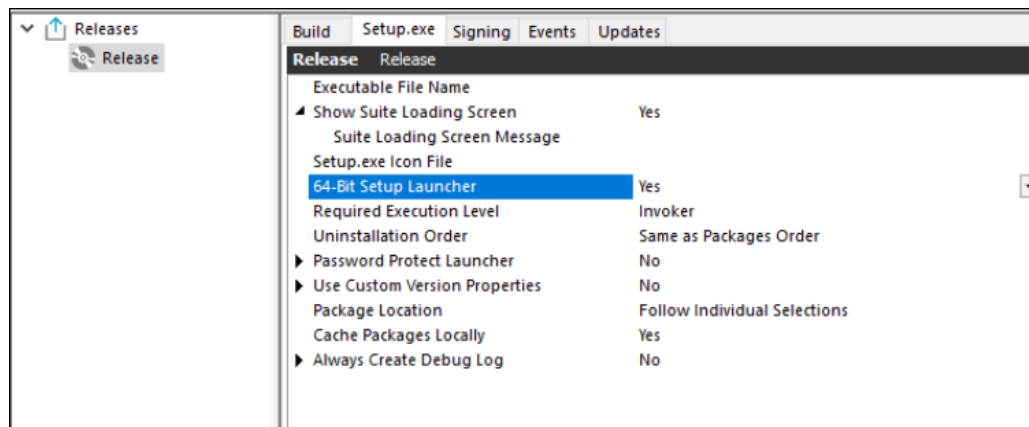 Releases
Release
Build Setup.exe Signing Events Updates
Release Release
Executable File Name
Show Suite Loading Screen Yes
Suite Loading Screen Message
Setup.exe Icon File
64-Bit Setup Launcher Yes
Required Execution Level Invoker
Uninstallation Order Same as Packages Order
Password Protect Launcher No
Use Custom Version Properties No
Package Location Follow Individual Selections
Cache Packages Locally Yes
Always Create Debug Log No